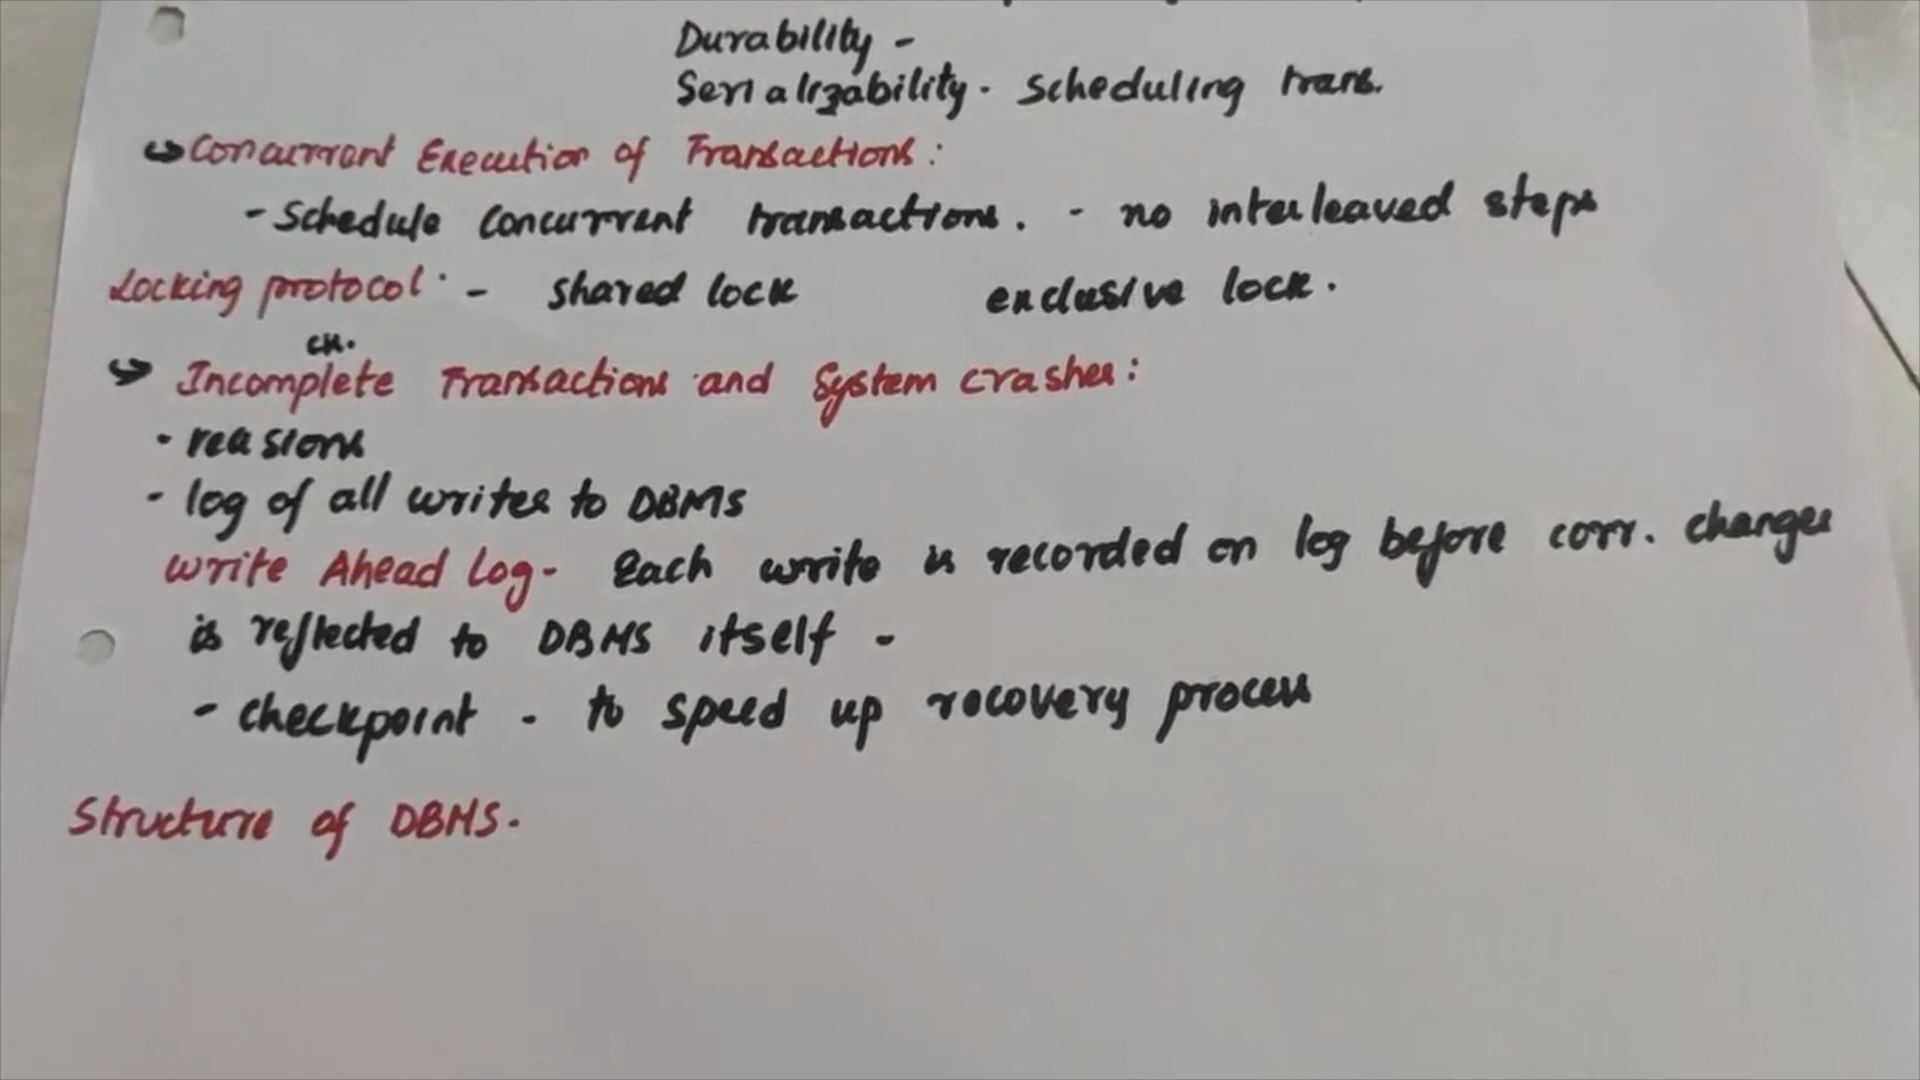 Durability -
Serializability - scheduling trans.
↪ Concurrent Execution of Transactions:
- schedule concurrent transactions. - no interleaved steps
Locking protocol - shared lock exclusive lock.
↪ Incomplete Transactions and System crashes:
- reasions
- log of all writes to DBMS
Write Ahead Log - Each write is recorded on log before corr. changes
is reflected to DBMS itself -
- checkpoint - to speed up recovery process
Structure of DBMS.